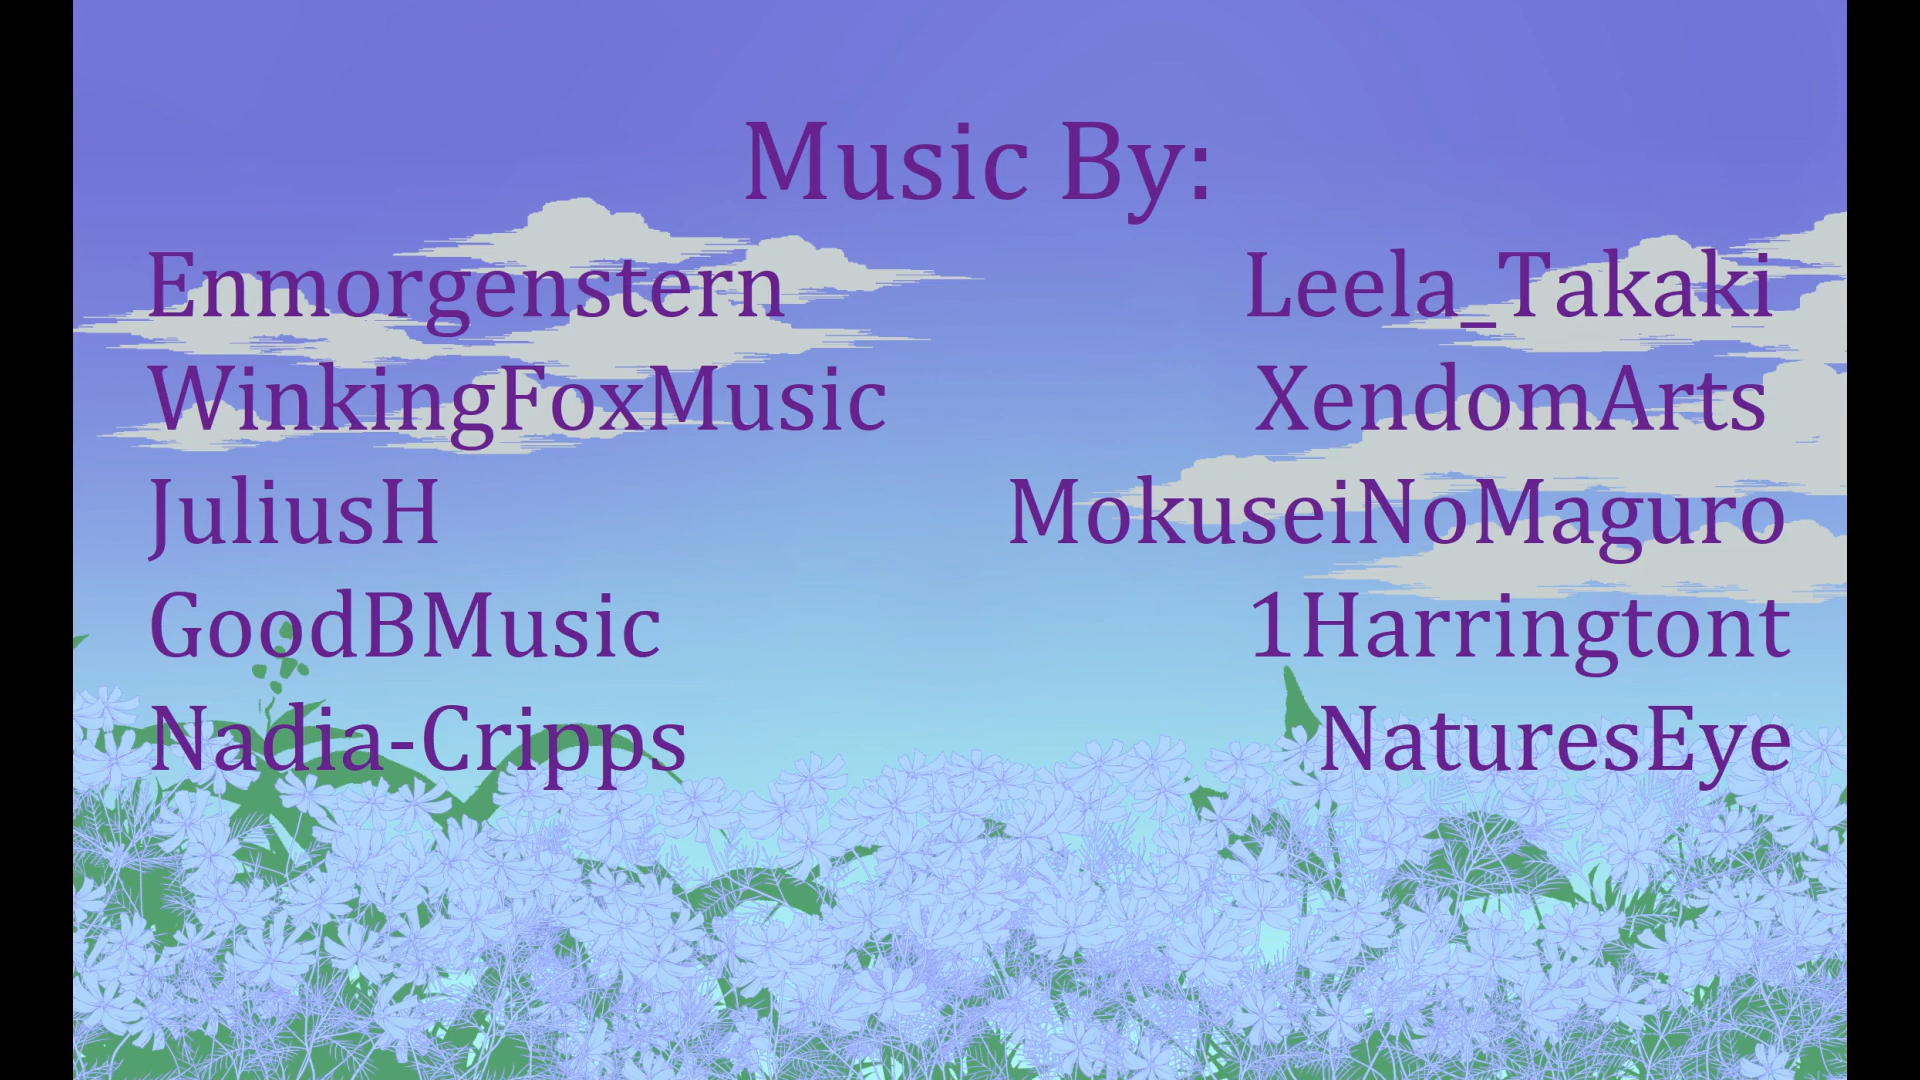 Music By:
Enmorgenstern
Leela_Takaki
WinkingFoxMusic
XendomArts
JuliusH
MokuseiNoMaguro
GoodBMusic
1Harringtont
Nadia-Cripps
NaturesEye